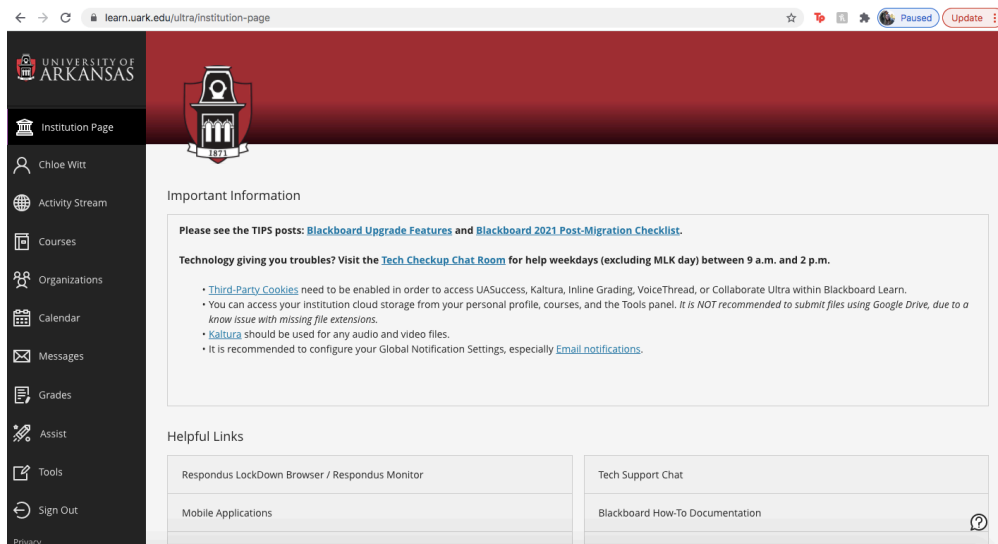 learn.uark.edu/ultra/institution-page
Tp
Paused
Update
UNIVERSITY OF
ARKANSAS
Institution Page
Chloe Witt
Activity Stream
Courses
Organizations
Calendar
Messages
Grades
Assist
Tools
Sign Out
Privacy
1871
Important Information
Please see the TIPS posts: Blackboard Upgrade Features and Blackboard 2021 Post-Migration Checklist.
Technology giving you troubles? Visit the Tech Checkup Chat Room for help weekdays (excluding MLK day) between 9 a.m. and 2 p.m.
• Third-Party Cookies need to be enabled in order to access UASuccess, Kaltura, Inline Grading, VoiceThread, or Collaborate Ultra within Blackboard Learn.
• You can access your institution cloud storage from your personal profile, courses, and the Tools panel. It is NOT recommended to submit files using Google Drive, due to a
know issue with missing file extensions.
• Kaltura should be used for any audio and video files.
• It is recommended to configure your Global Notification Settings, especially Email notifications.
Helpful Links
Respondus LockDown Browser / Respondus Monitor
Tech Support Chat
Mobile Applications
Blackboard How-To Documentation